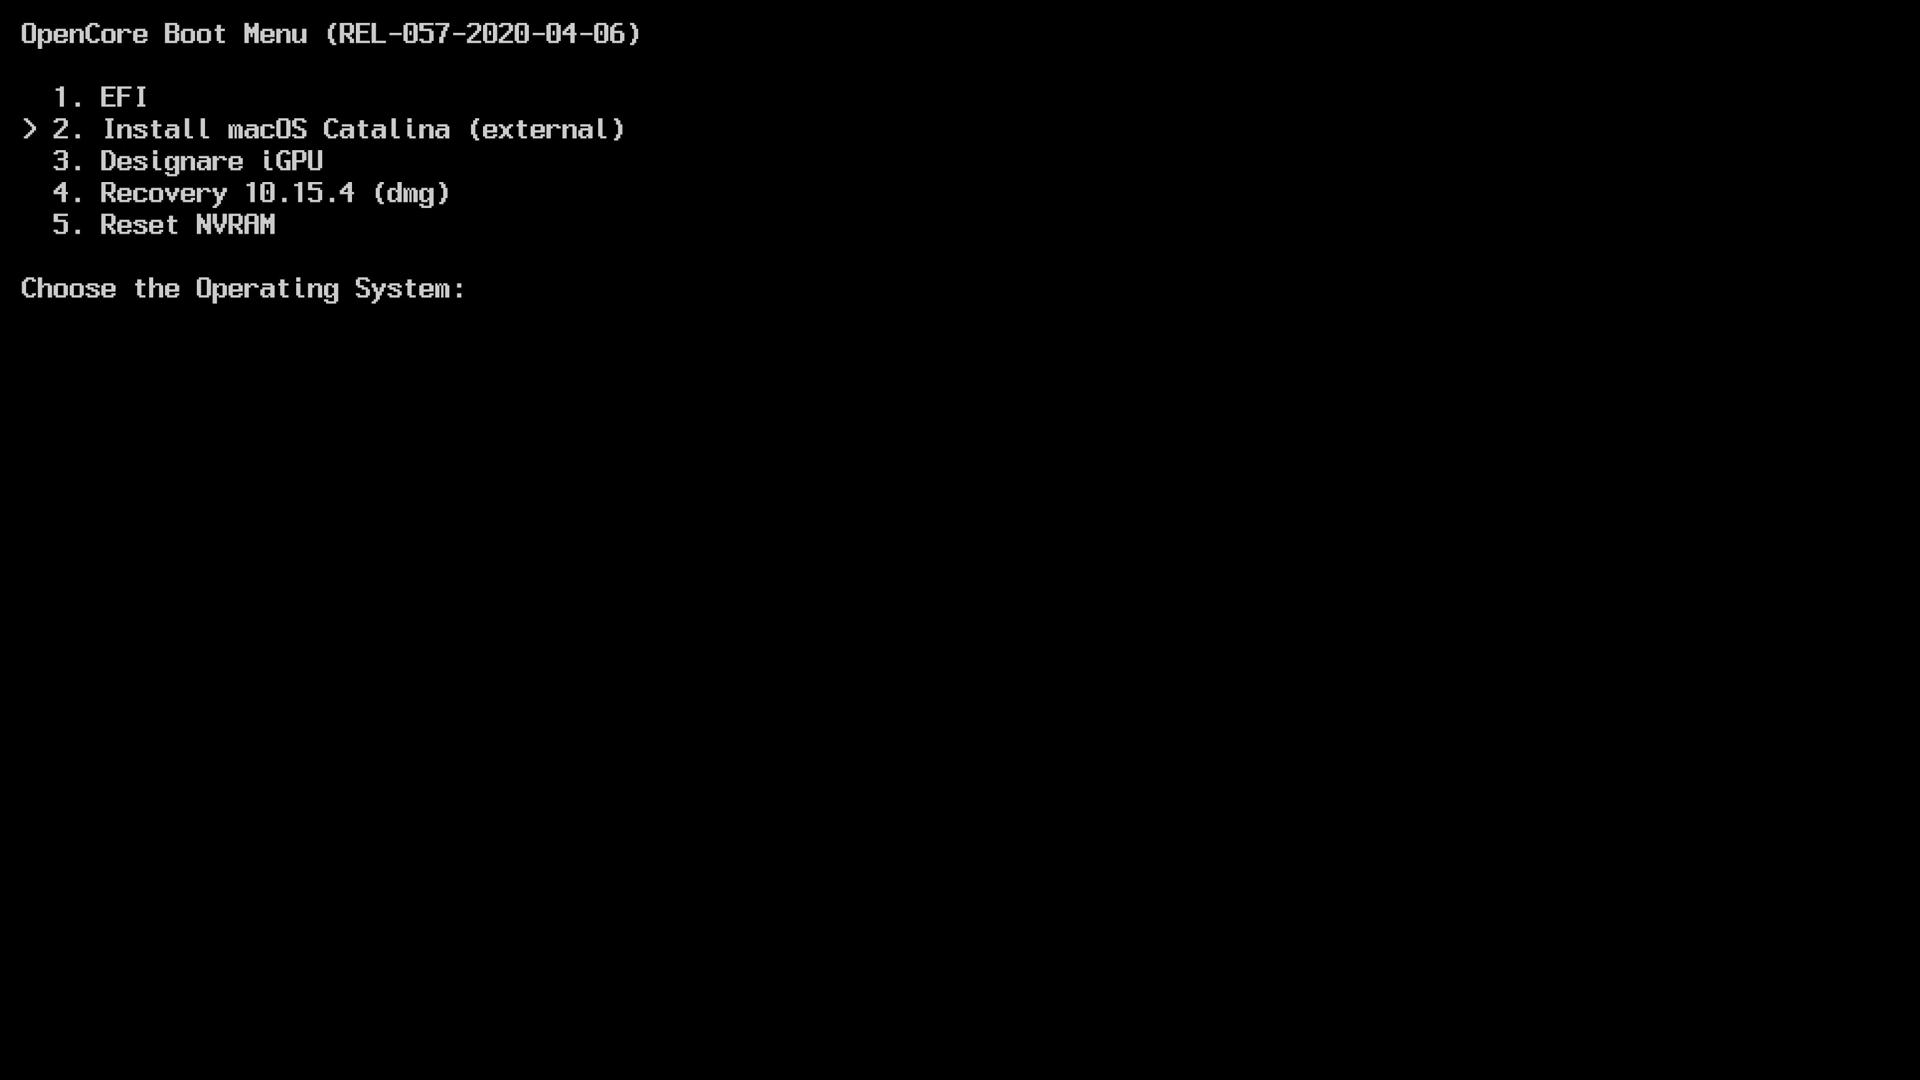 OpenCore Boot Menu (REL-057-2020-04-06)
1. EFI
> 2. Install macOS Catalina (external)
3. Designare iGPU
4. Recovery 10.15.4 (dmg)
5. Reset NVRAM
Choose the Operating System: